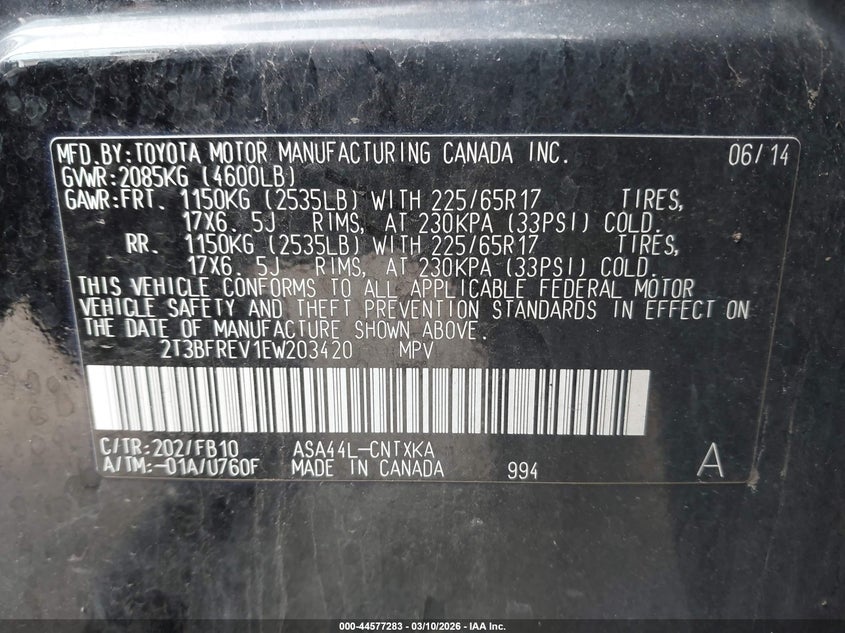 MFD.BY:TOYOTA MOTOR MANUFACTURING CANADA INC. 06/14
GVWR:2085KG (4600LB)
GAWR:FRT. 1150KG (2535LB) WITH 225/65R17 TIRES,
17X6. 5J RIMS, AT 230KPA (33PSI) COLD.
RR. 1150KG (2535LB) WITH 225/65R17 TIRES,
17X6. 5J RIMS, AT 230KPA (33PSI) COLD.
THIS VEHICLE CONFORMS TO ALL APPLICABLE FEDERAL MOTOR
VEHICLE SAFETY AND THEFT PREVENTION STANDARDS IN EFFECT ON
THE DATE OF MANUFACTURE SHOWN ABOVE.
2T3BFREV1EW203420 MPV
C/TR:202/FB10 ASA44L-CNTXKA
A/TM:-01A/U760F MADE IN CANADA 994 A
000-44577283 - 03/10/2026 - IAA Inc.